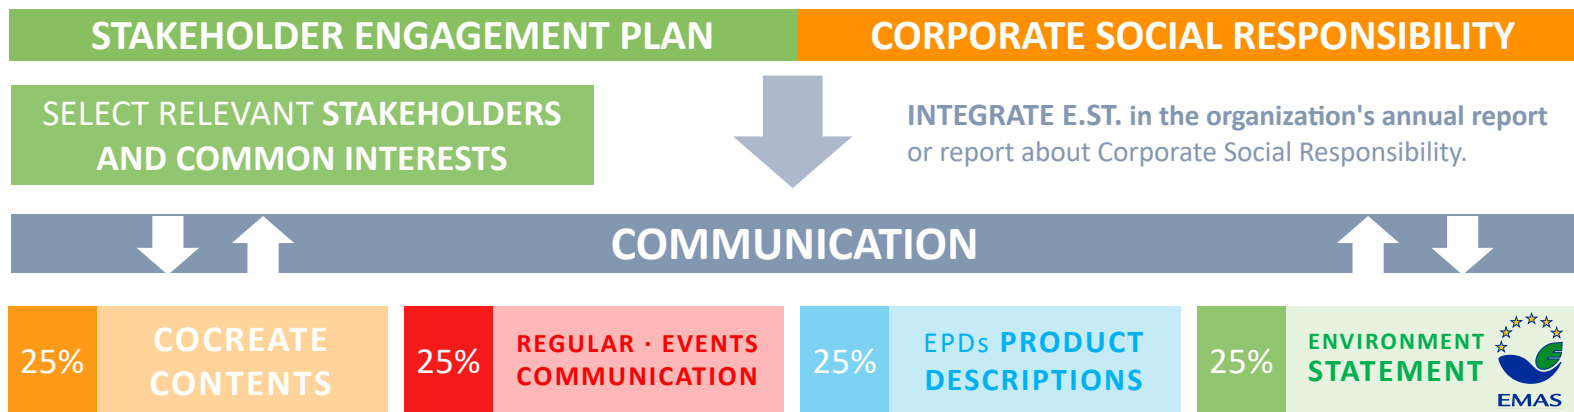 STAKEHOLDER ENGAGEMENT PLAN
CORPORATE SOCIAL RESPONSIBILITY
SELECT RELEVANT STAKEHOLDERS
AND COMMON INTERESTS
INTEGRATE E.ST. in the organization's annual report
or report about Corporate Social Responsibility.
COMMUNICATION
25%
COCREATE
CONTENTS
25%
REGULAR · EVENTS
COMMUNICATION
25%
EPDs PRODUCT
DESCRIPTIONS
25%
ENVIRONMENT
STATEMENT
EMAS